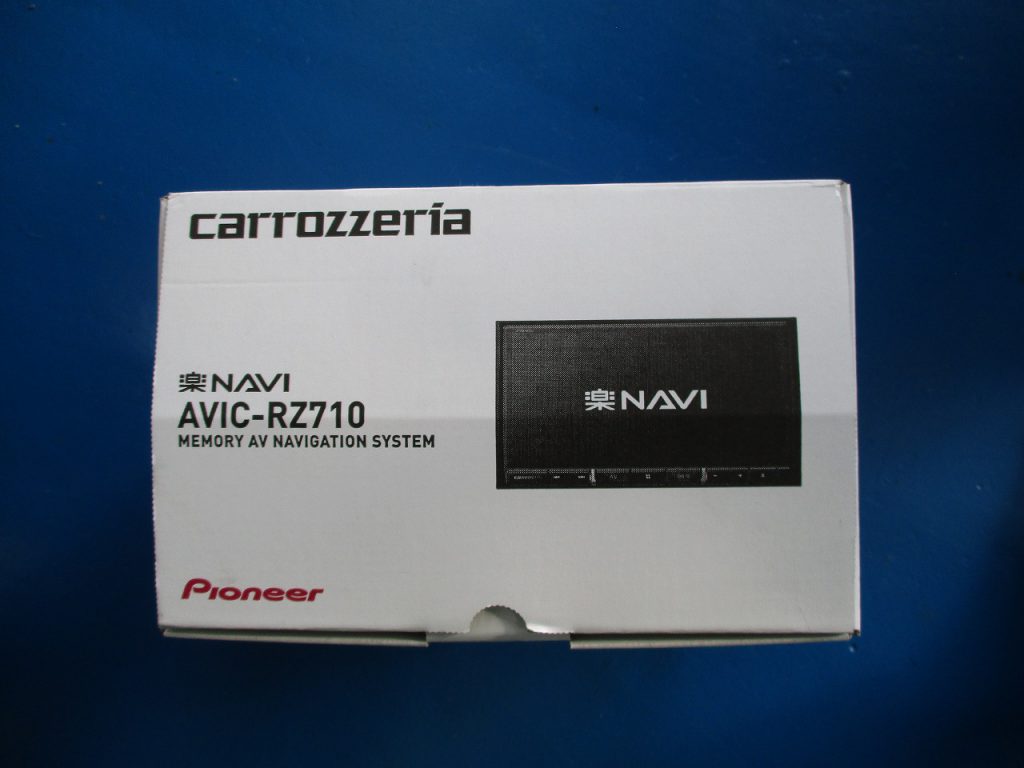 carrozzeria
楽NAVI
AVIC-RZ710
MEMORY AV NAVIGATION SYSTEM
楽NAVI
Pioneer